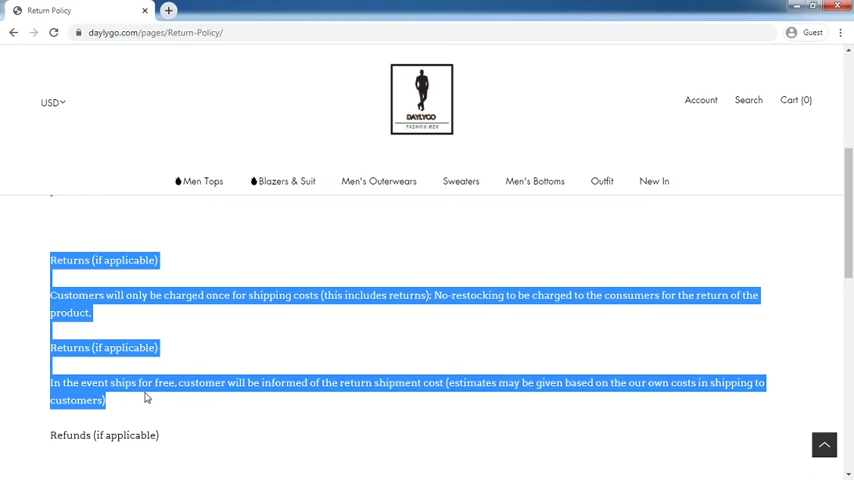 Return Policy
daylygo.com/pages/Return-Policy/
Guest
USD
DAYLYGO
FASHION MEN
Account
Search
Cart (0)
Men Tops
Blazers & Suit
Men's Outerwears
Sweaters
Men's Bottoms
Outfit
New In
Returns (if applicable)
Customers will only be charged once for shipping costs (this includes returns); No-restocking to be charged to the consumers for the return of the
product.
Returns (if applicable)
In the event ships for free, customer will be informed of the return shipment cost (estimates may be given based on the our own costs in shipping to
customers)
Refunds (if applicable)